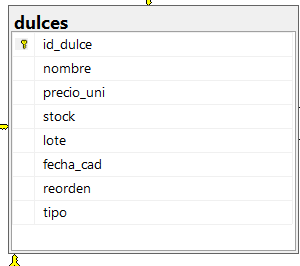 dulces
id_dulce
nombre
precio_uni
stock
lote
fecha_cad
reorden
tipo